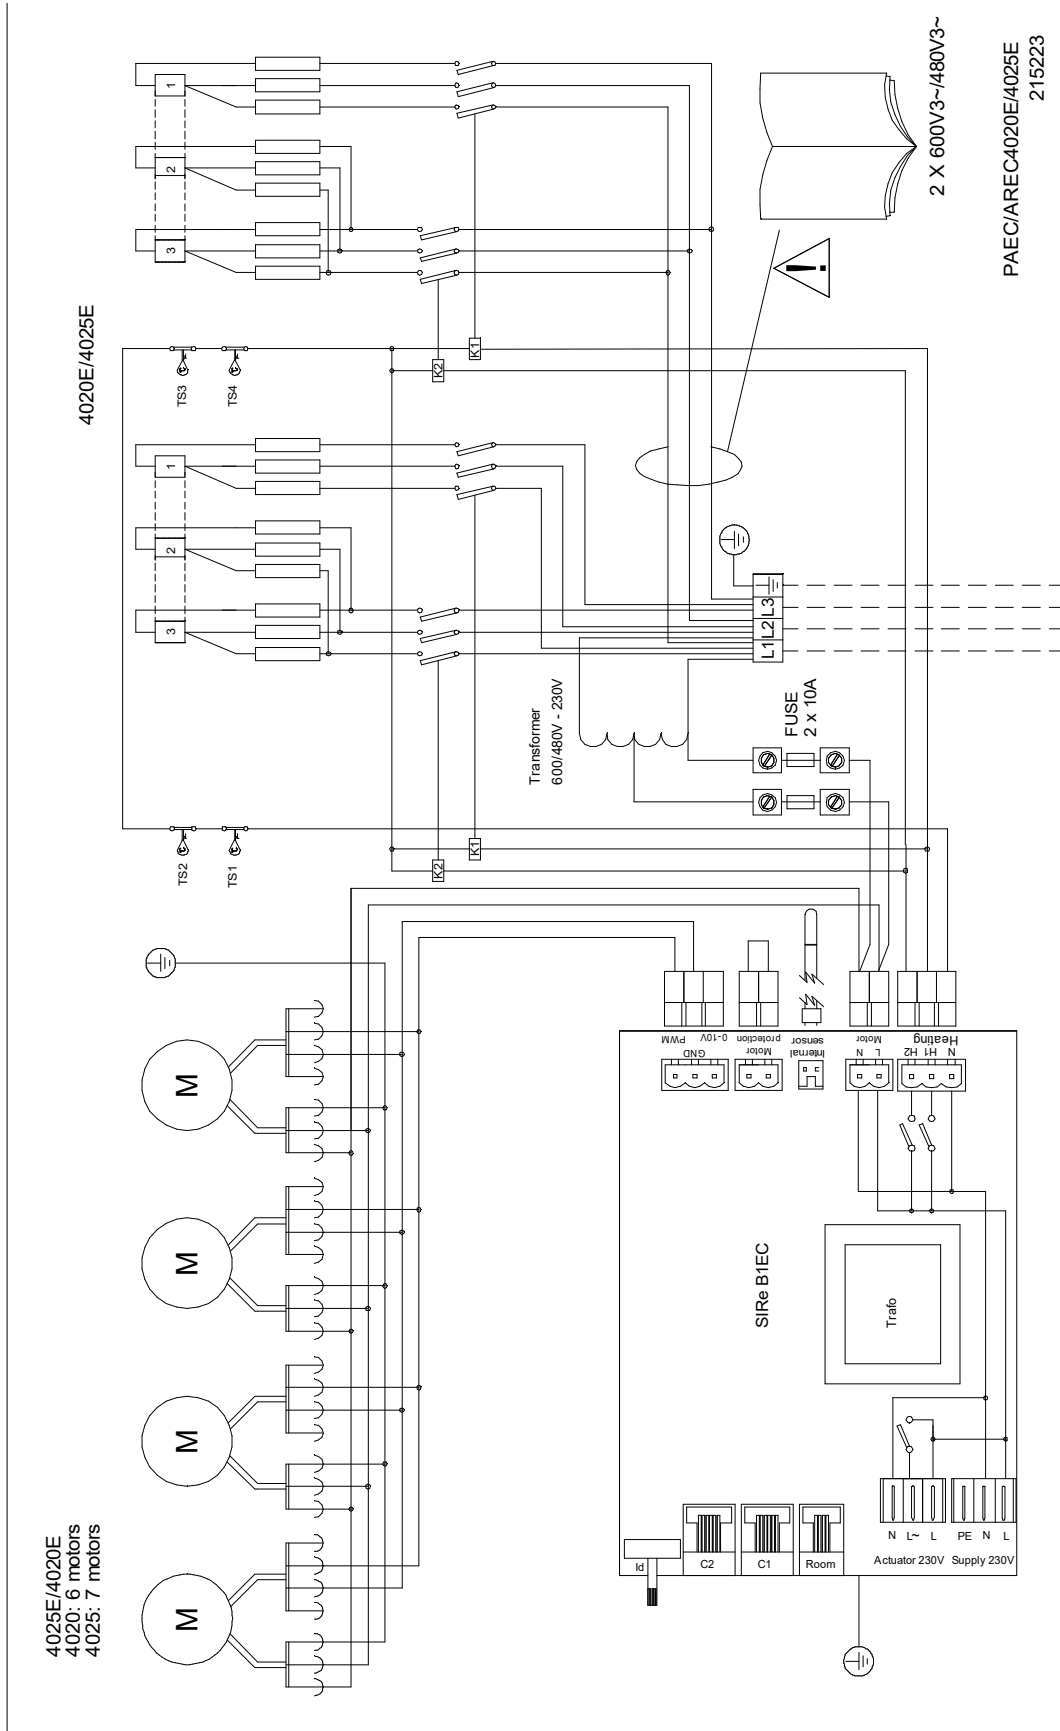 4025E/4020E
4020: 6 motors
4025: 7 motors
M
M
M
M
4020E/4025E
TS2
TS1
TS3
TS4
3
2
1
3
2
1
K2
K1
K2
K1
Transformer
600/480V - 230V
FUSE
2 x 10A
L1
L2
L3
2 X 600V3~/480V3~
PAEC/AREC4020E/4025E
215223
SIRe B1EC
Trafo
PWM
GND
0-10V
Motor
protection
Internal
sensor
Motor
N
L
Heating
H2
H1
N
Id
C2
C1
Room
N
L~
L
Actuator 230V
PE
N
L
Supply 230V